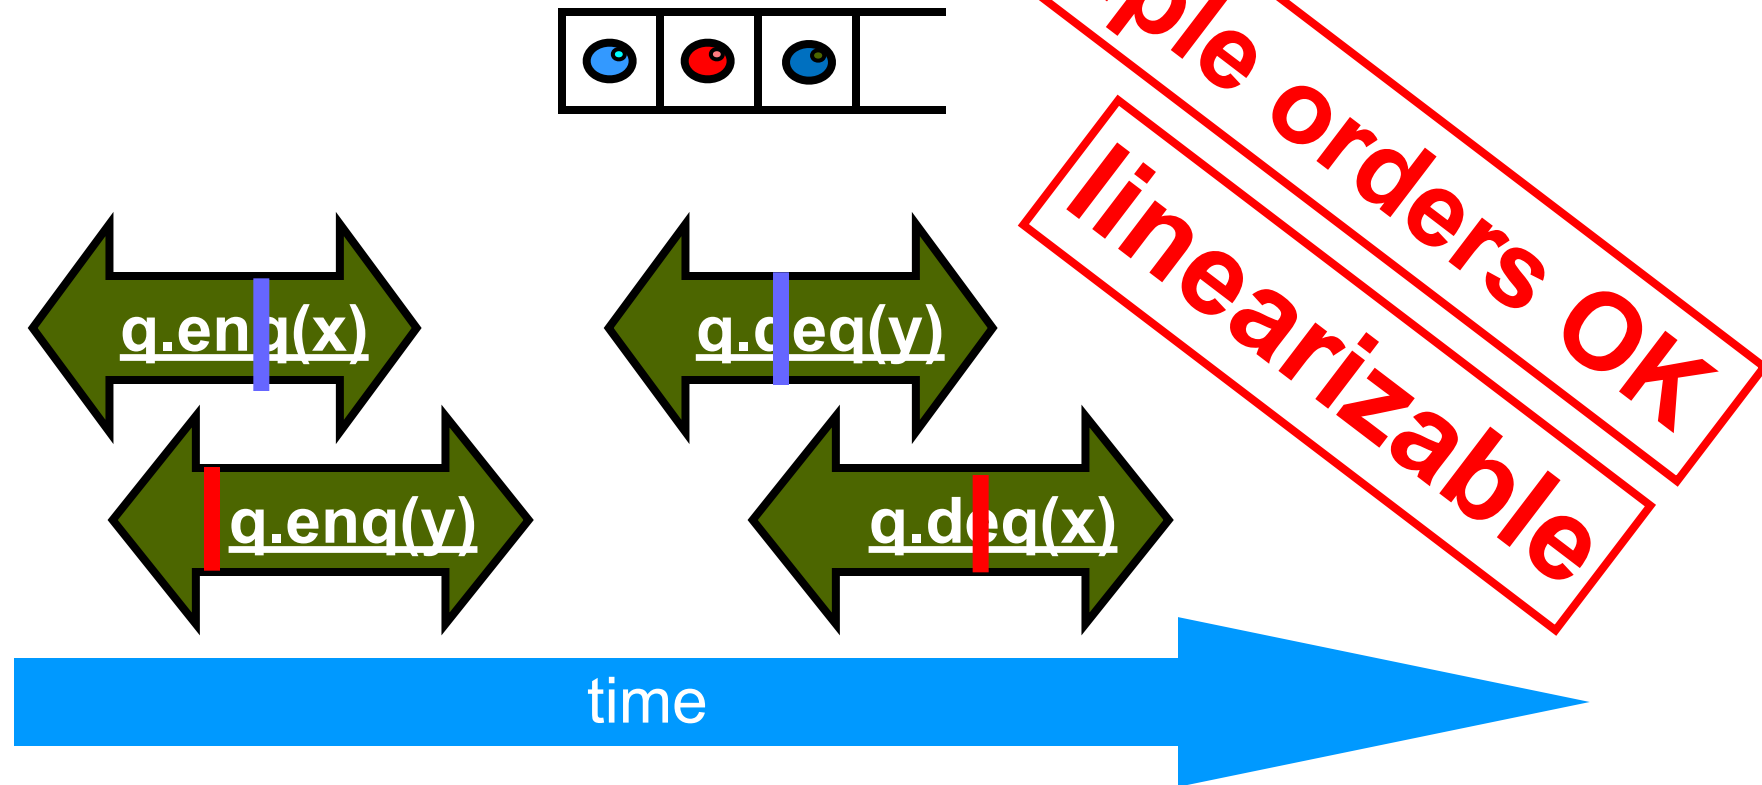 ple orders OK
linearizable
q.enq(x)
q.deq(y)
q.enq(y)
q.deq(x)
time